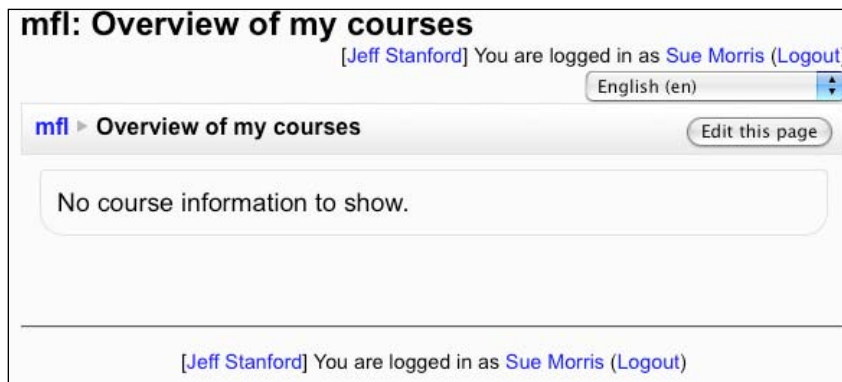 mfl: Overview of my courses
[Jeff Stanford] You are logged in as Sue Morris (Logout)
English (en)
mfl ▶ Overview of my courses
Edit this page
No course information to show.
[Jeff Stanford] You are logged in as Sue Morris (Logout)